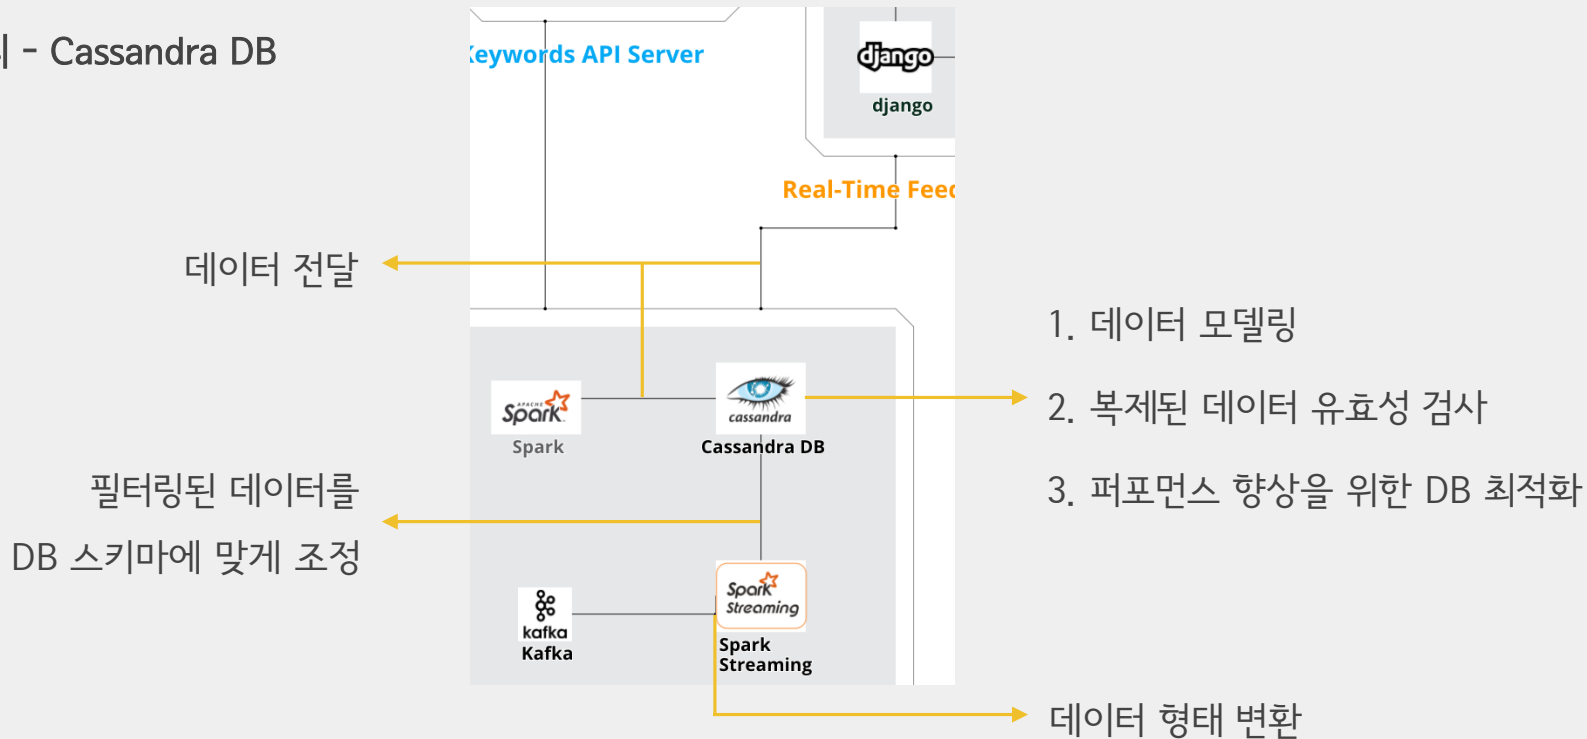 - Cassandra DB
Keywords API Server
django
django
Real-Time Feed
데이터 전달
1. 데이터 모델링
2. 복제된 데이터 유효성 검사
3. 퍼포먼스 향상을 위한 DB 최적화
APACHE
Spark
Spark
cassandra
Cassandra DB
필터링된 데이터를
DB 스키마에 맞게 조정
kafka
Kafka
Spark
Streaming
Spark
Streaming
데이터 형태 변환